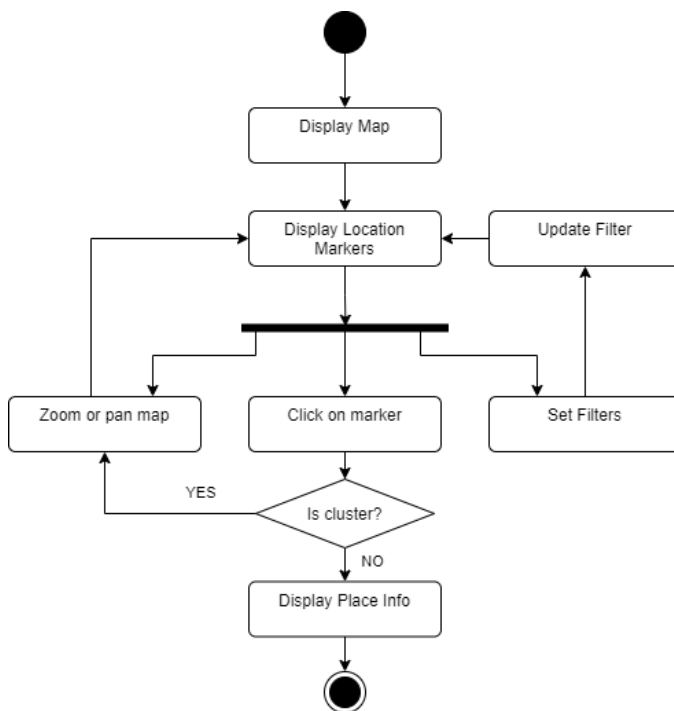 Display Map
Display Location
Markers
Update Filter
Zoom or pan map
Click on marker
Set Filters
YES
Is cluster?
NO
Display Place Info